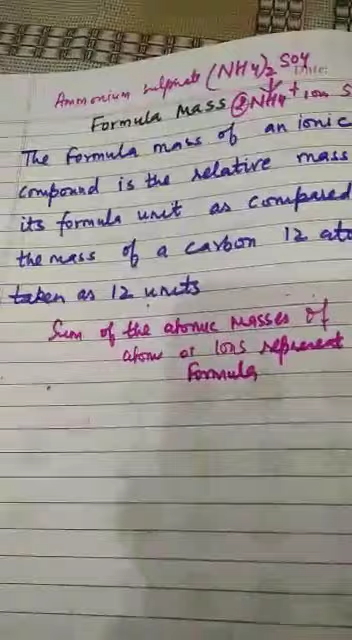 Ammonium sulphate (NH4)2 SO4
Formula Mass 2NH4+ ion S
The formula mass of an ionic
compound is the relative mass
its formula unit as compared
the mass of a carbon 12 ato
taken as 12 units
Sum of the atomic masses of
atoms or Ions represent
formula